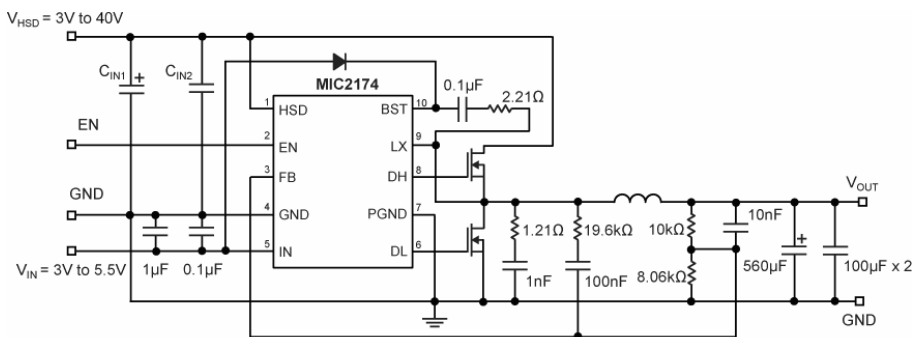 V_HSD = 3V to 40V
C_IN1 +
C_IN2
MIC2174
0.1µF
2.21Ω
1 HSD
BST 10
EN
2 EN
LX 9
3 FB
DH 8
GND
4 GND
PGND 7
V_IN = 3V to 5.5V
1µF
0.1µF
5 IN
DL 6
1.21Ω
1nF
19.6kΩ
100nF
10kΩ
8.06kΩ
10nF
V_OUT
+
560µF
100µF x 2
GND